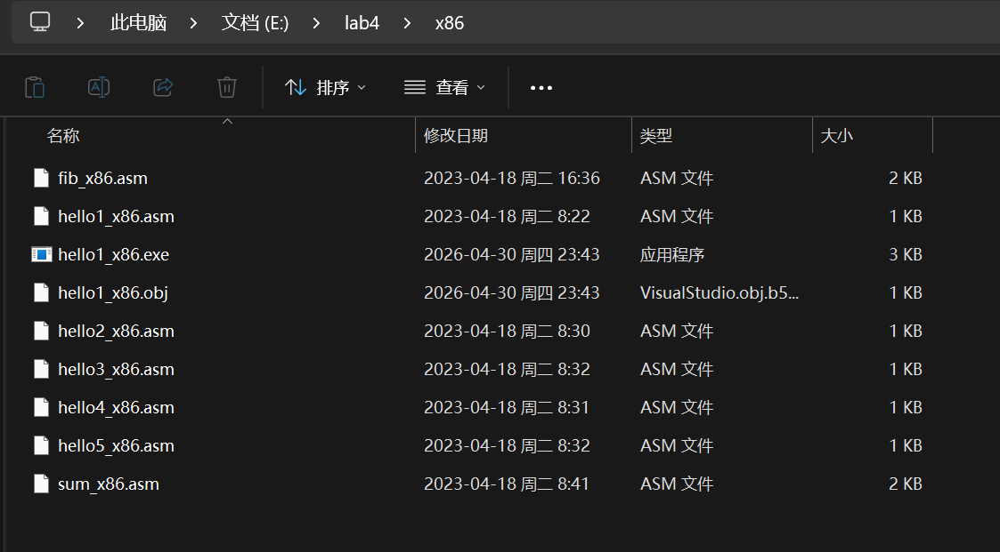 此电脑 > 文档 (E:) > lab4 > x86
排序 查看 •••
名称 修改日期 类型 大小
fib_x86.asm 2023-04-18 周二 16:36 ASM 文件 2 KB
hello1_x86.asm 2023-04-18 周二 8:22 ASM 文件 1 KB
hello1_x86.exe 2026-04-30 周四 23:43 应用程序 3 KB
hello1_x86.obj 2026-04-30 周四 23:43 VisualStudio.obj.b5... 1 KB
hello2_x86.asm 2023-04-18 周二 8:30 ASM 文件 1 KB
hello3_x86.asm 2023-04-18 周二 8:32 ASM 文件 1 KB
hello4_x86.asm 2023-04-18 周二 8:31 ASM 文件 1 KB
hello5_x86.asm 2023-04-18 周二 8:32 ASM 文件 1 KB
sum_x86.asm 2023-04-18 周二 8:41 ASM 文件 2 KB